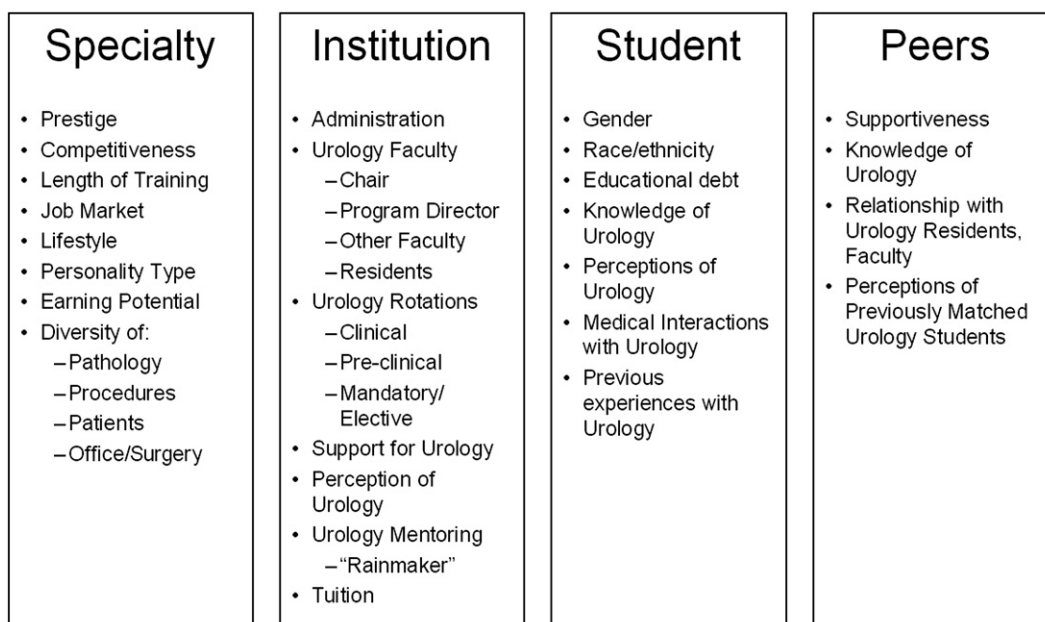 Specialty
• Prestige
• Competitiveness
• Length of Training
• Job Market
• Lifestyle
• Personality Type
• Earning Potential
• Diversity of:
–Pathology
–Procedures
–Patients
–Office/Surgery
Institution
• Administration
• Urology Faculty
–Chair
–Program Director
–Other Faculty
–Residents
• Urology Rotations
–Clinical
–Pre-clinical
–Mandatory/
Elective
• Support for Urology
• Perception of
Urology
• Urology Mentoring
–“Rainmaker”
• Tuition
Student
• Gender
• Race/ethnicity
• Educational debt
• Knowledge of
Urology
• Perceptions of
Urology
• Medical Interactions
with Urology
• Previous
experiences with
Urology
Peers
• Supportiveness
• Knowledge of
Urology
• Relationship with
Urology Residents,
Faculty
• Perceptions of
Previously Matched
Urology Students